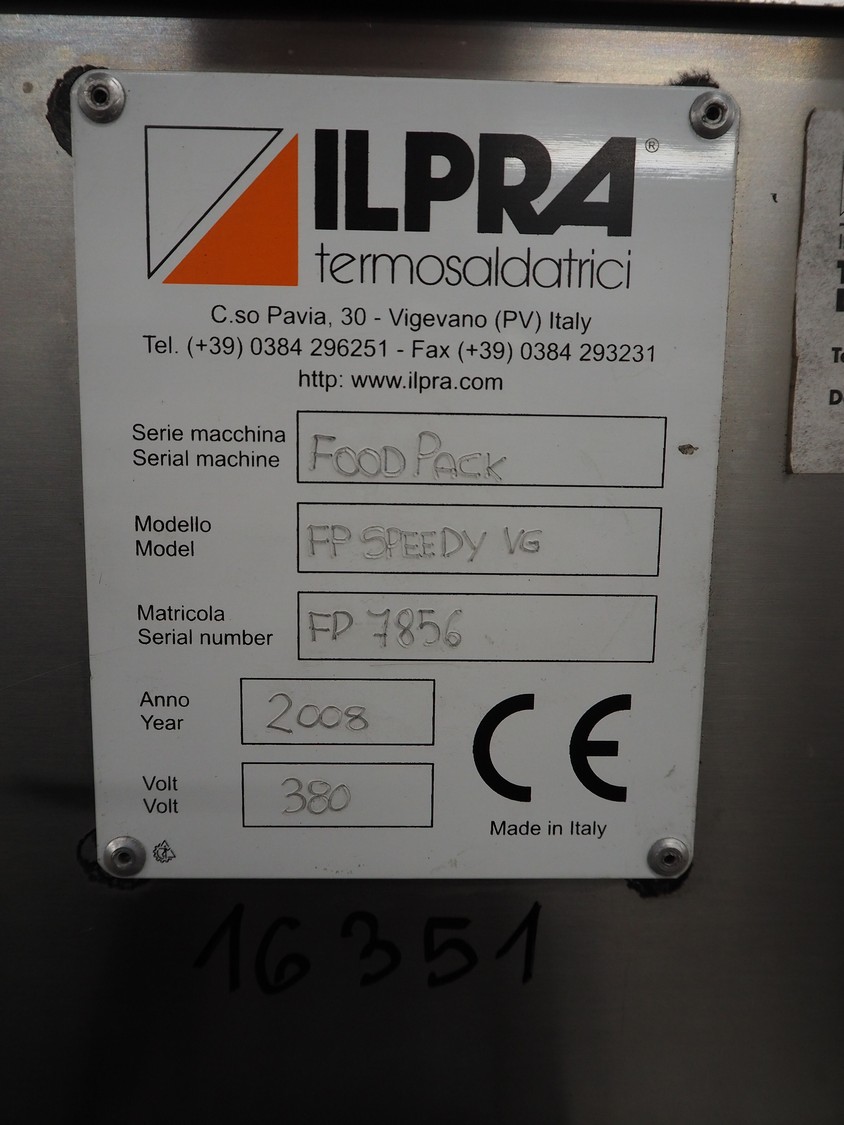 ILPRA®
termosaldatrici
C.so Pavia, 30 - Vigevano (PV) Italy
Tel. (+39) 0384 296251 - Fax (+39) 0384 293231
http: www.ilpra.com
Serie macchina
Serial machine
FOOD PACK
Modello
Model
FP SPEEDY VG
Matricola
Serial number
FP 7856
Anno
Year
2008
Volt
Volt
380
CE
Made in Italy
16351